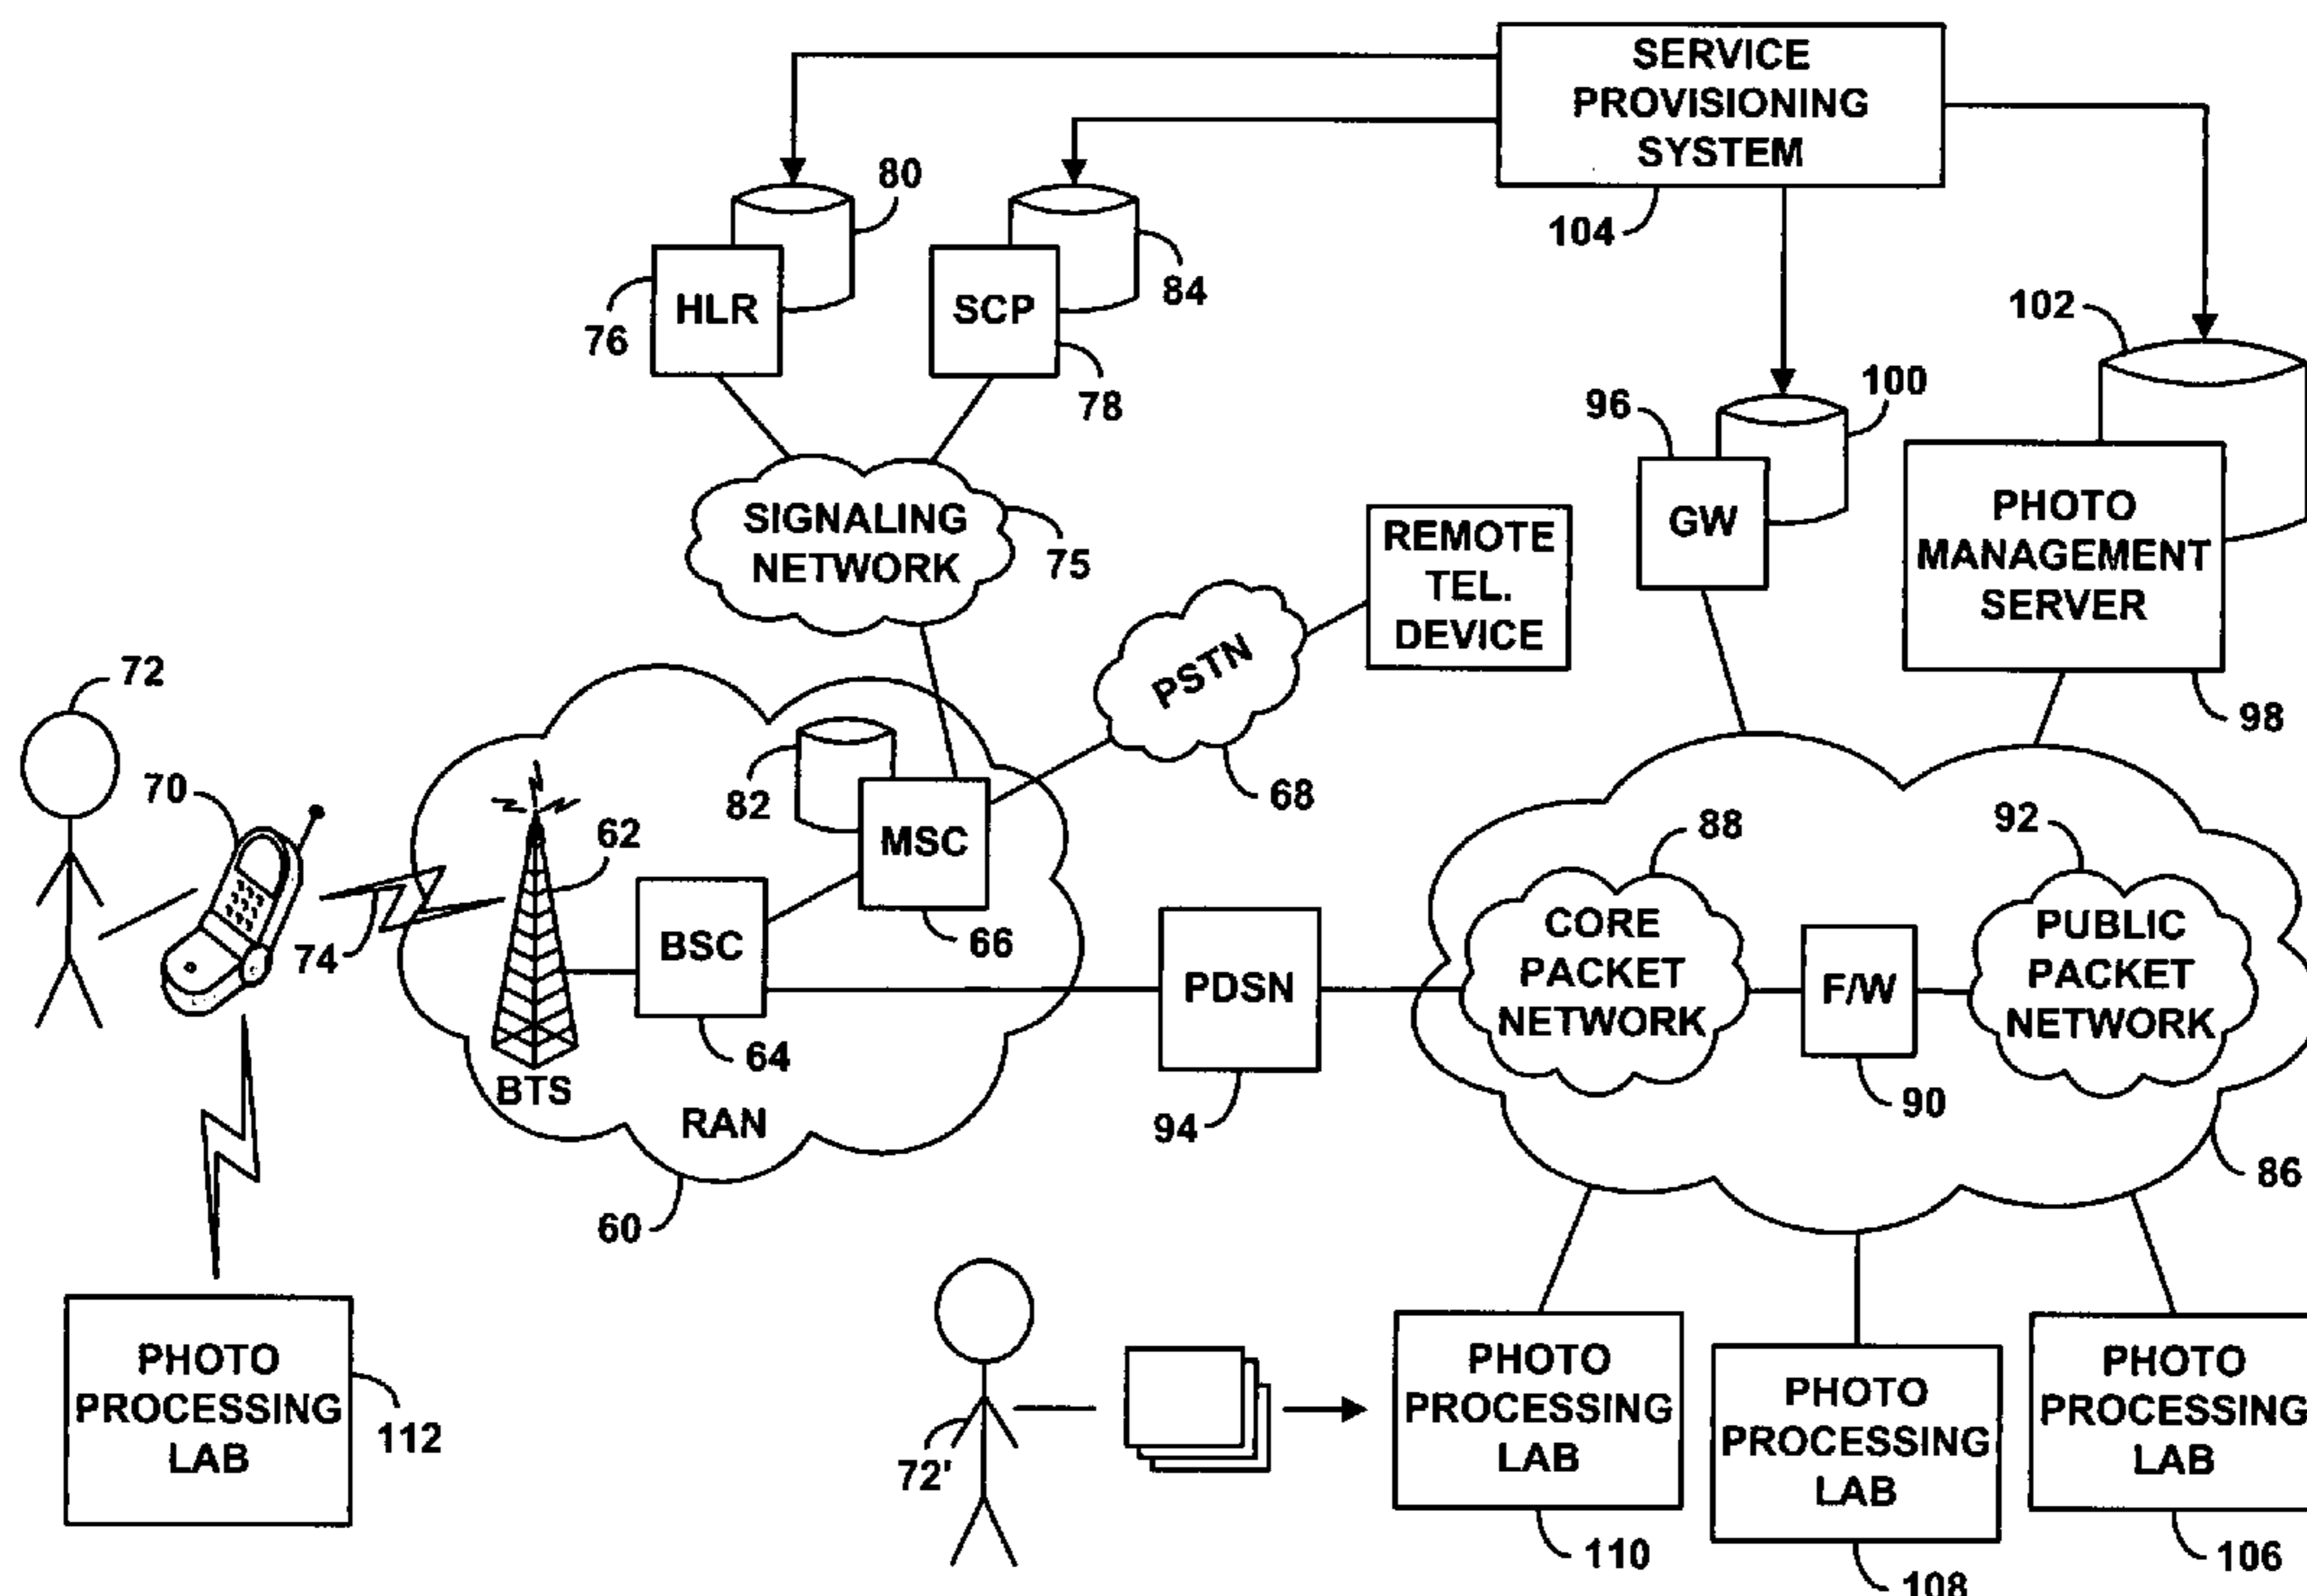 SERVICE
PROVISIONING
SYSTEM
104
80
84
HLR
76
SCP
78
102
100
96
GW
PHOTO
MANAGEMENT
SERVER
98
SIGNALING
NETWORK
75
REMOTE
TEL.
DEVICE
PSTN
68
72
70
74
82
MSC
66
62
BSC
64
BTS
RAN
60
PDSN
94
88
CORE
PACKET
NETWORK
F/W
90
92
PUBLIC
PACKET
NETWORK
86
PHOTO
PROCESSING
LAB
112
72'
PHOTO
PROCESSING
LAB
110
PHOTO
PROCESSING
LAB
108
PHOTO
PROCESSING
LAB
106